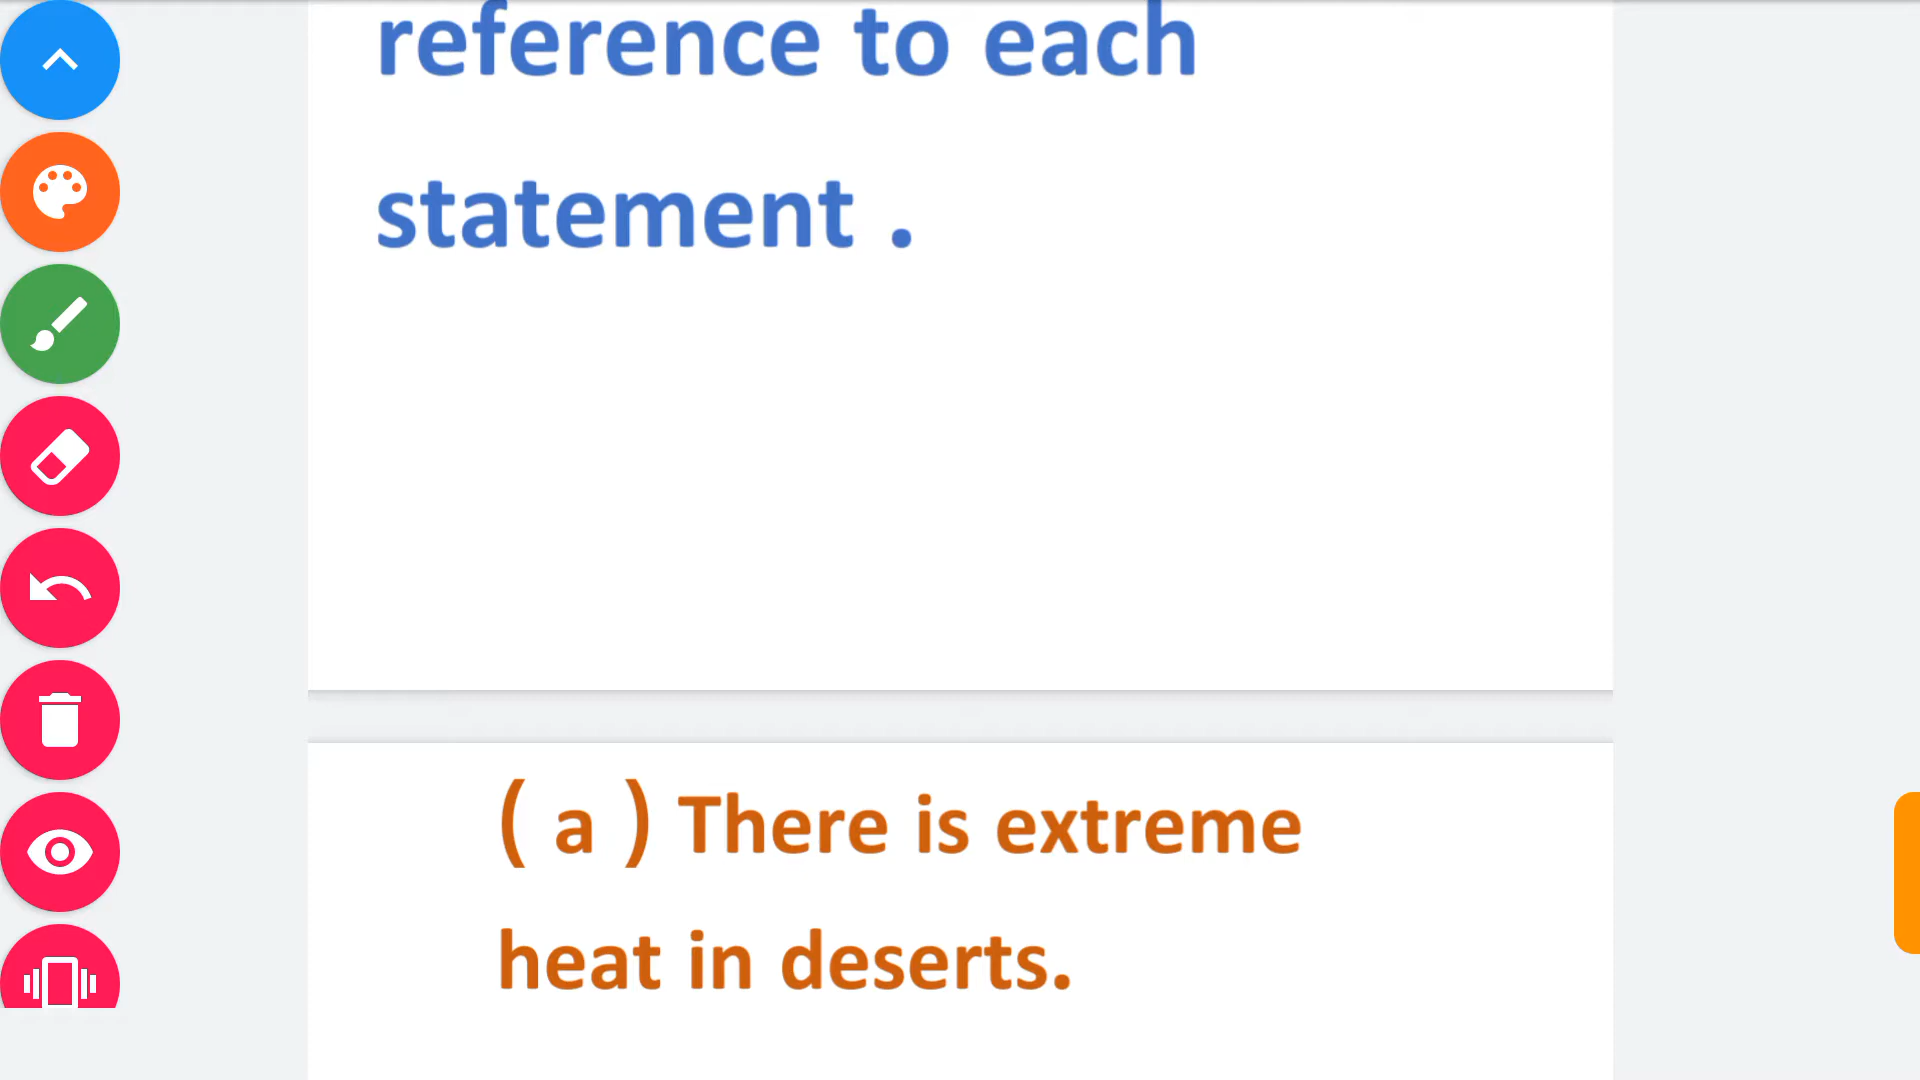 reference to each
statement .
( a ) There is extreme
heat in deserts.